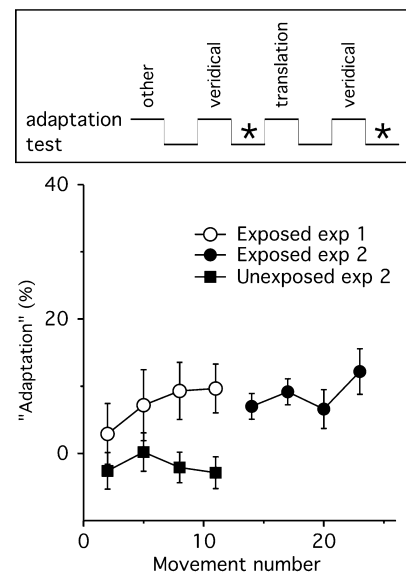 other
veridical
translation
veridical
adaptation
test
*
*
40
Exposed exp 1
Exposed exp 2
Unexposed exp 2
20
"Adaptation" (%)
0
0
10
20
Movement number